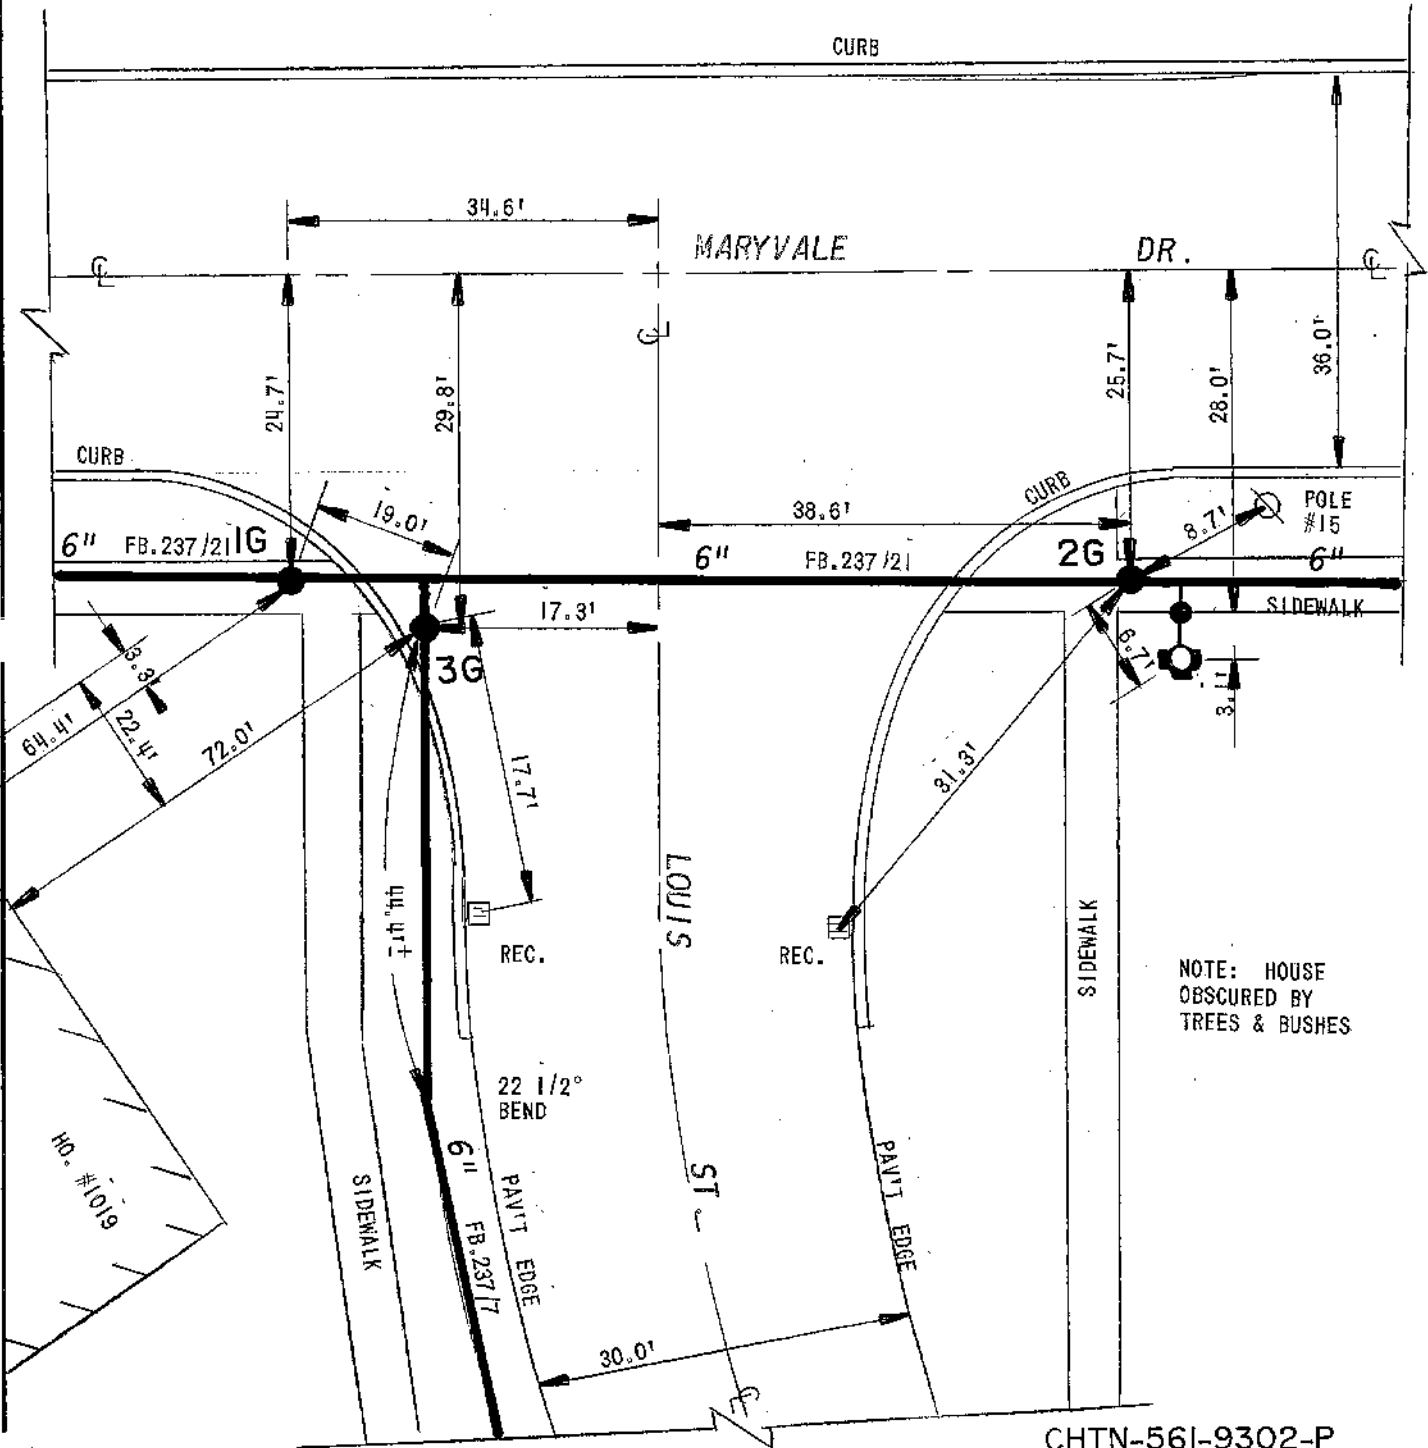 CURB
34.6'
MARYVALE DR.
℄
℄
℄
24.7'
29.8'
25.7'
28.0'
36.0'
CURB
CURB
19.0'
38.6'
8.7'
POLE
#15
6"
FB.237/21
1G
6"
FB.237/21
2G
6"
SIDEWALK
17.3'
3G
6.7'
3.1'
3.3'
64.4'
22.4'
72.0'
17.7'
31.3'
44.4'±
LOUIS
ST.
REC.
REC.
SIDEWALK
NOTE: HOUSE
OBSCURED BY
TREES & BUSHES
22 1/2°
BEND
HO. #1019
6"
SIDEWALK
FB.237/7
PAV'T EDGE
PAV'T EDGE
30.0'
℄
CHTN-561-9302-P